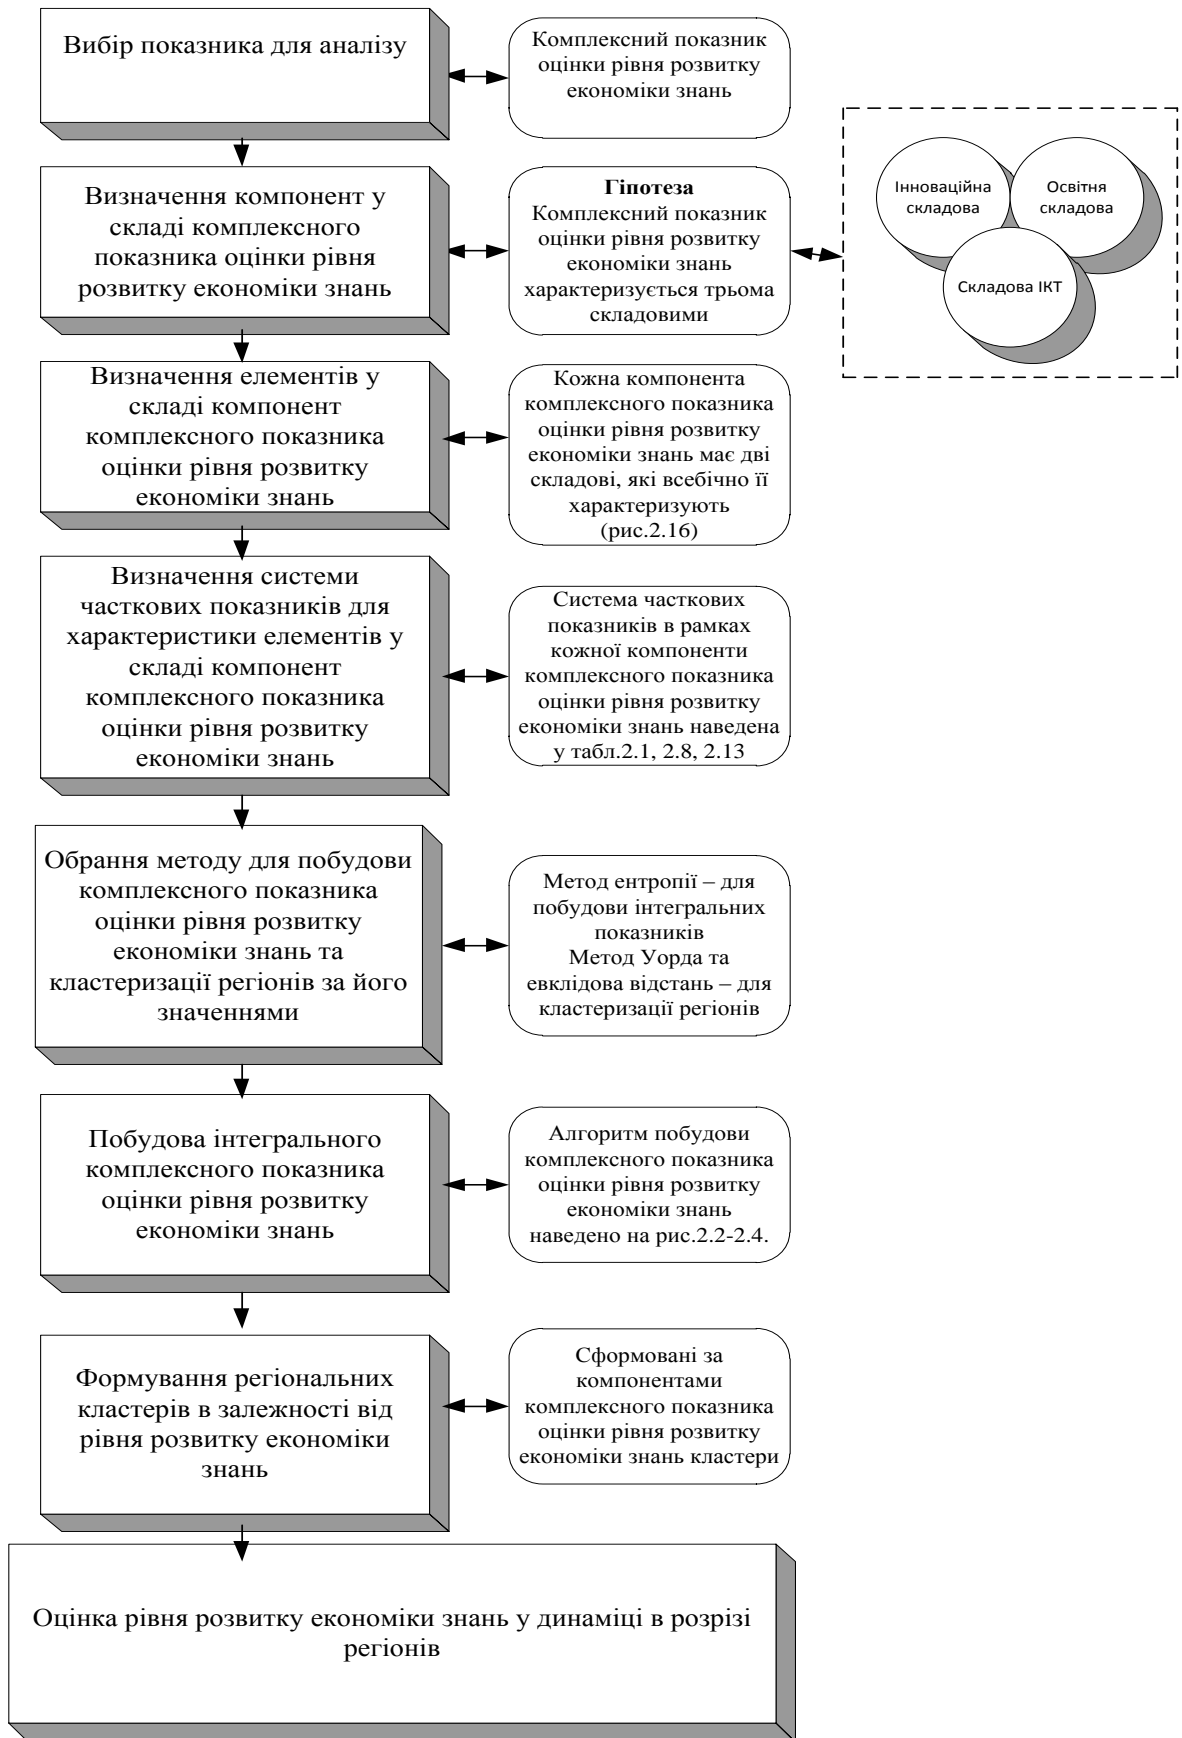 Вибір показника для аналізу
Комплексний показник
оцінки рівня розвитку
економіки знань
Визначення компонент у
складі комплексного
показника оцінки рівня
розвитку економіки знань
Гіпотеза
Комплексний показник
оцінки рівня розвитку
економіки знань
характеризується трьома
складовими
Інноваційна
складова
Освітня
складова
Складова ІКТ
Визначення елементів у
складі компонент
комплексного показника
оцінки рівня розвитку
економіки знань
Кожна компонента
комплексного показника
оцінки рівня розвитку
економіки знань має дві
складові, які всебічно її
характеризують
(рис.2.16)
Визначення системи
часткових показників для
характеристики елементів у
складі компонент
комплексного показника
оцінки рівня розвитку
економіки знань
Система часткових
показників в рамках
кожної компоненти
комплексного показника
оцінки рівня розвитку
економіки знань наведена
у табл.2.1, 2.8, 2.13
Обрання методу для побудови
комплексного показника
оцінки рівня розвитку
економіки знань та
кластеризації регіонів за його
значеннями
Метод ентропії – для
побудови інтегральних
показників
Метод Уорда та
евклідова відстань – для
кластеризації регіонів
Побудова інтегрального
комплексного показника
оцінки рівня розвитку
економіки знань
Алгоритм побудови
комплексного показника
оцінки рівня розвитку
економіки знань
наведено на рис.2.2-2.4.
Формування регіональних
кластерів в залежності від
рівня розвитку економіки
знань
Сформовані за
компонентами
комплексного показника
оцінки рівня розвитку
економіки знань кластери
Оцінка рівня розвитку економіки знань у динаміці в розрізі
регіонів